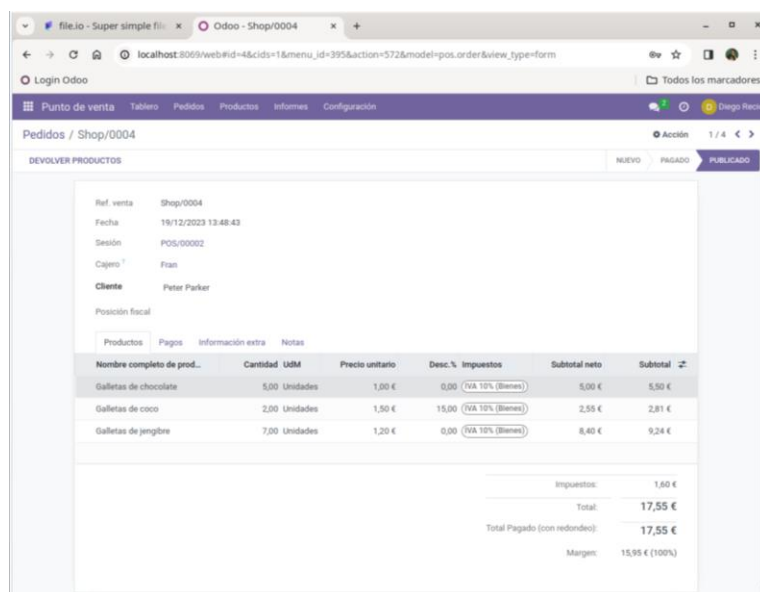 file.io - Super simple file
Odoo - Shop/0004
localhost:8069/web#id=4&cids=1&menu_id=395&action=572&model=pos.order&view_type=form
Login Odoo
Todos los marcadores
Punto de venta Tablero Pedidos Productos Informes Configuración 2 D Diego Reci
Pedidos / Shop/0004 Acción 1 / 4
DEVOLVER PRODUCTOS NUEVO PAGADO PUBLICADO
Ref. venta Shop/0004
Fecha 19/12/2023 13:48:43
Sesión POS/00002
Cajero ? Fran
Cliente Peter Parker
Posición fiscal
Productos Pagos Información extra Notas
Nombre completo de prod... Cantidad UdM Precio unitario Desc.% Impuestos Subtotal neto Subtotal
Galletas de chocolate 5,00 Unidades 1,00 € 0,00 IVA 10% (Bienes) 5,00 € 5,50 €
Galletas de coco 2,00 Unidades 1,50 € 15,00 IVA 10% (Bienes) 2,55 € 2,81 €
Galletas de jengibre 7,00 Unidades 1,20 € 0,00 IVA 10% (Bienes) 8,40 € 9,24 €
Impuestos: 1,60 €
Total: 17,55 €
Total Pagado (con redondeo): 17,55 €
Margen: 15,95 € (100%)